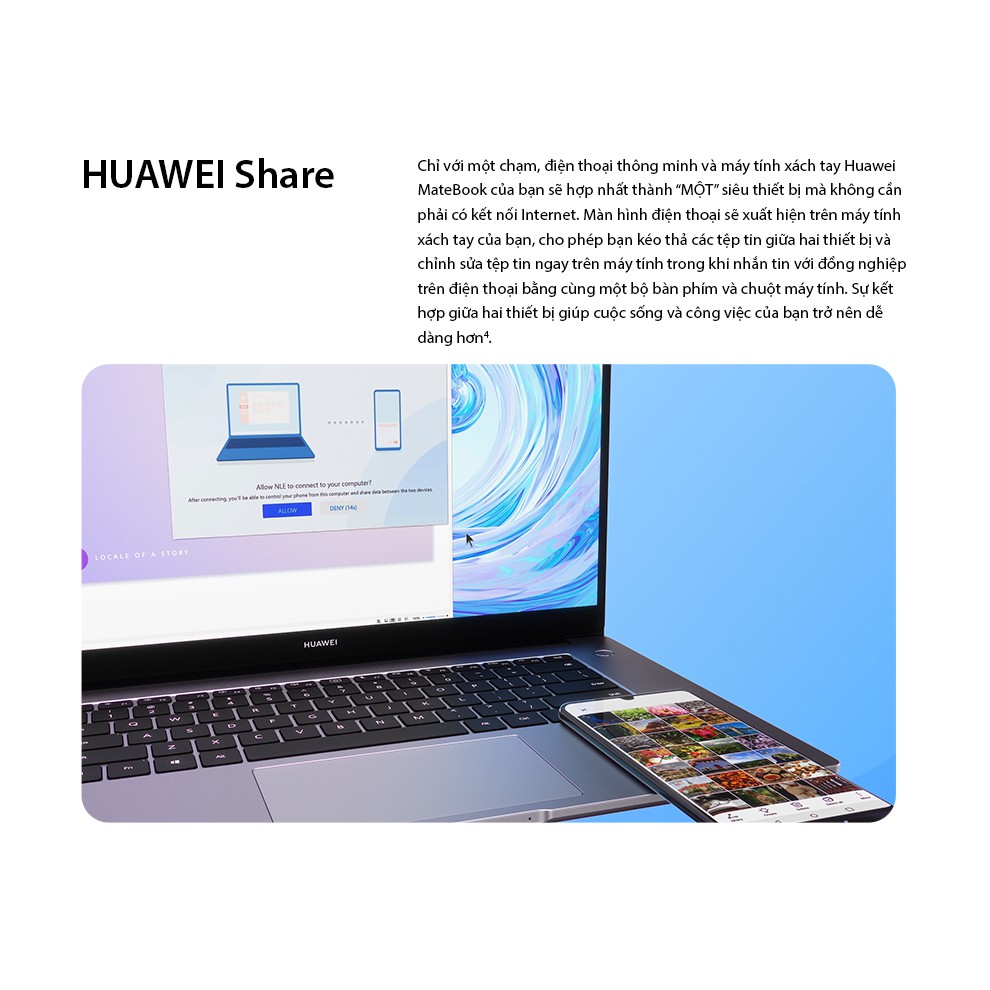 HUAWEI Share
Chỉ với một chạm, điện thoại thông minh và máy tính xách tay Huawei
MateBook của bạn sẽ hợp nhất thành “MỘT” siêu thiết bị mà không cần
phải có kết nối Internet. Màn hình điện thoại sẽ xuất hiện trên máy tính
xách tay của bạn, cho phép bạn kéo thả các tệp tin giữa hai thiết bị và
chỉnh sửa tệp tin ngay trên máy tính trong khi nhắn tin với đồng nghiệp
trên điện thoại bằng cùng một bộ bàn phím và chuột máy tính. Sự kết
hợp giữa hai thiết bị giúp cuộc sống và công việc của bạn trở nên dễ
dàng hơn⁴.
Allow NLE to connect to your computer?
After connecting, you'll be able to control your phone from this computer and share data between the two devices.
ALLOW DENY (14s)
LOCALE OF A STORY
HUAWEI